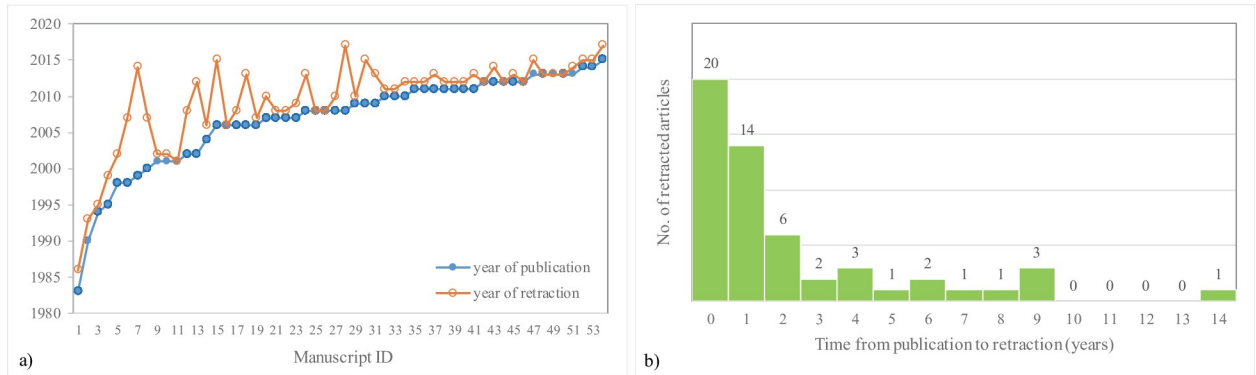 2020
2015
2010
2005
2000
1995
1990
1985
1980
year of publication
year of retraction
1 3 5 7 9 11 13 15 17 19 21 23 25 27 29 31 33 35 37 39 41 43 45 47 49 51 53
Manuscript ID
a)
No. of retracted articles
20
14
6
2
3
1
2
1
1
3
0
0
0
0
1
0 1 2 3 4 5 6 7 8 9 10 11 12 13 14
Time from publication to retraction (years)
b)